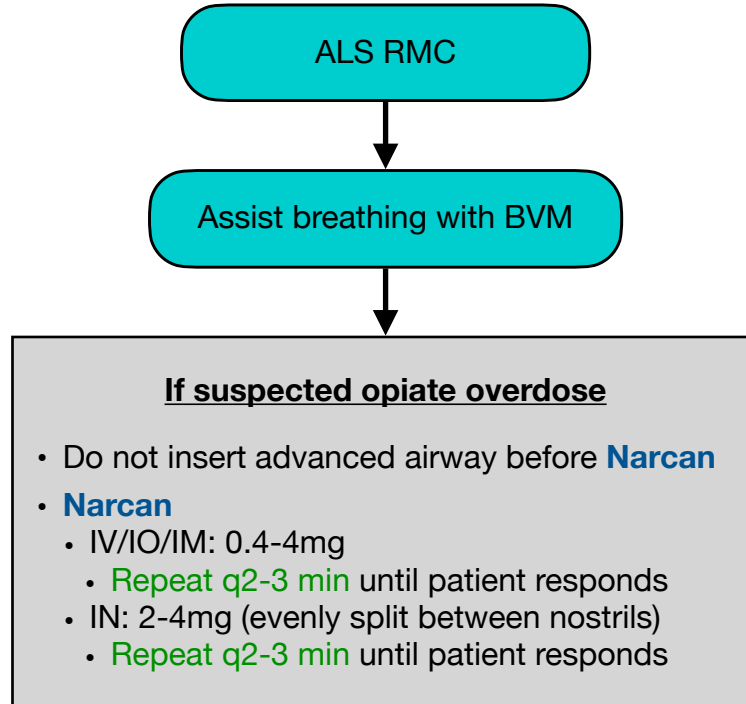 ALS RMC
Assist breathing with BVM
If suspected opiate overdose
• Do not insert advanced airway before Narcan
• Narcan
• IV/IO/IM: 0.4-4mg
• Repeat q2-3 min until patient responds
• IN: 2-4mg (evenly split between nostrils)
• Repeat q2-3 min until patient responds